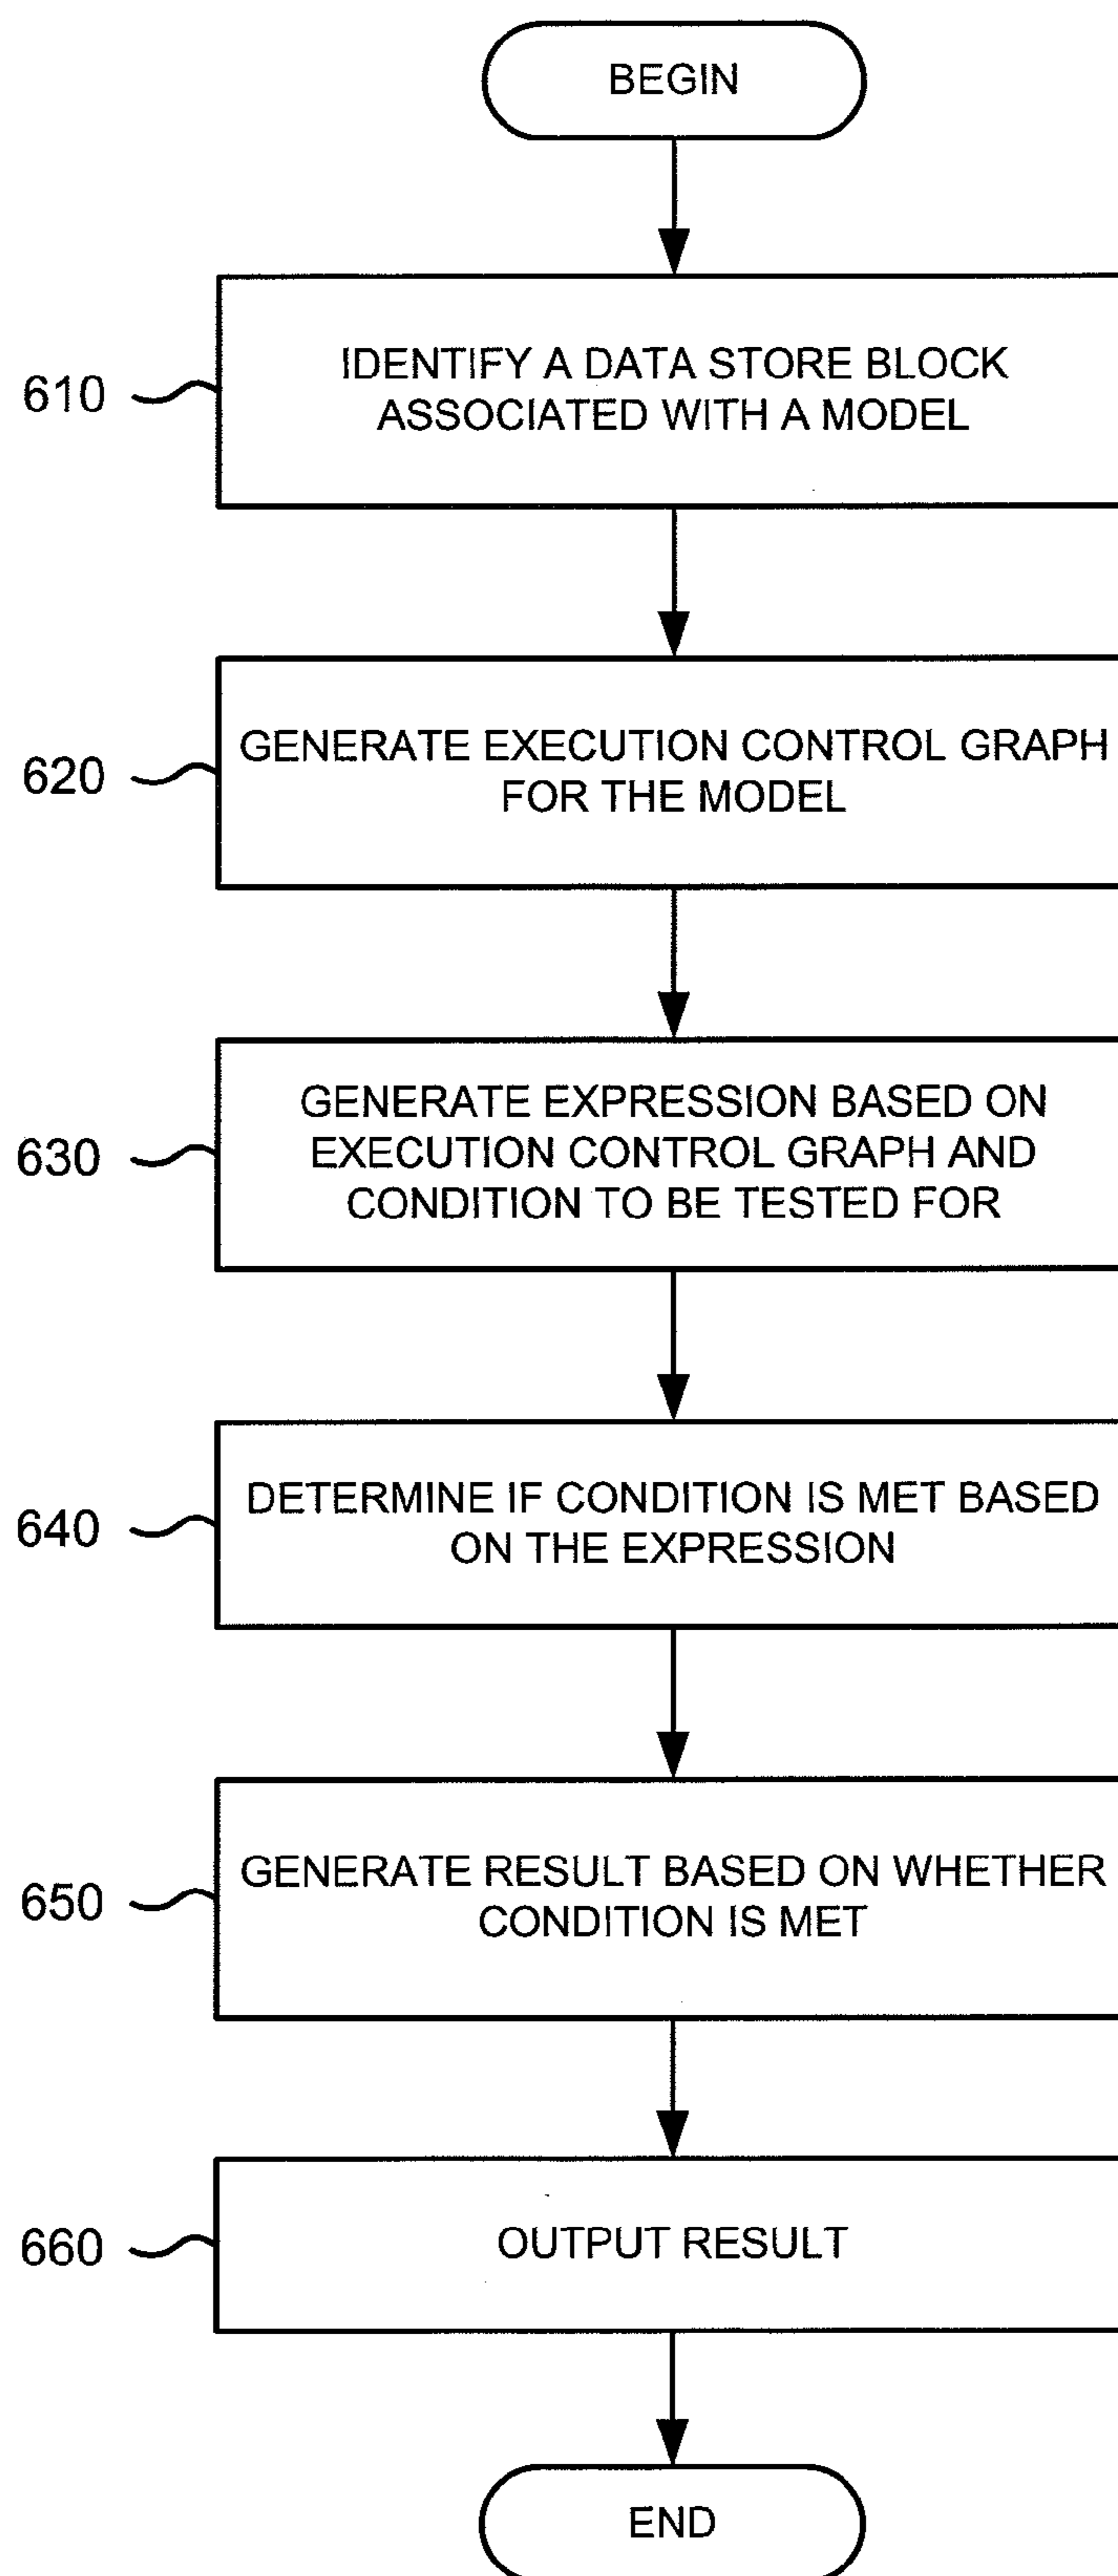 BEGIN
610
IDENTIFY A DATA STORE BLOCK
ASSOCIATED WITH A MODEL
620
GENERATE EXECUTION CONTROL GRAPH
FOR THE MODEL
630
GENERATE EXPRESSION BASED ON
EXECUTION CONTROL GRAPH AND
CONDITION TO BE TESTED FOR
640
DETERMINE IF CONDITION IS MET BASED
ON THE EXPRESSION
650
GENERATE RESULT BASED ON WHETHER
CONDITION IS MET
660
OUTPUT RESULT
END